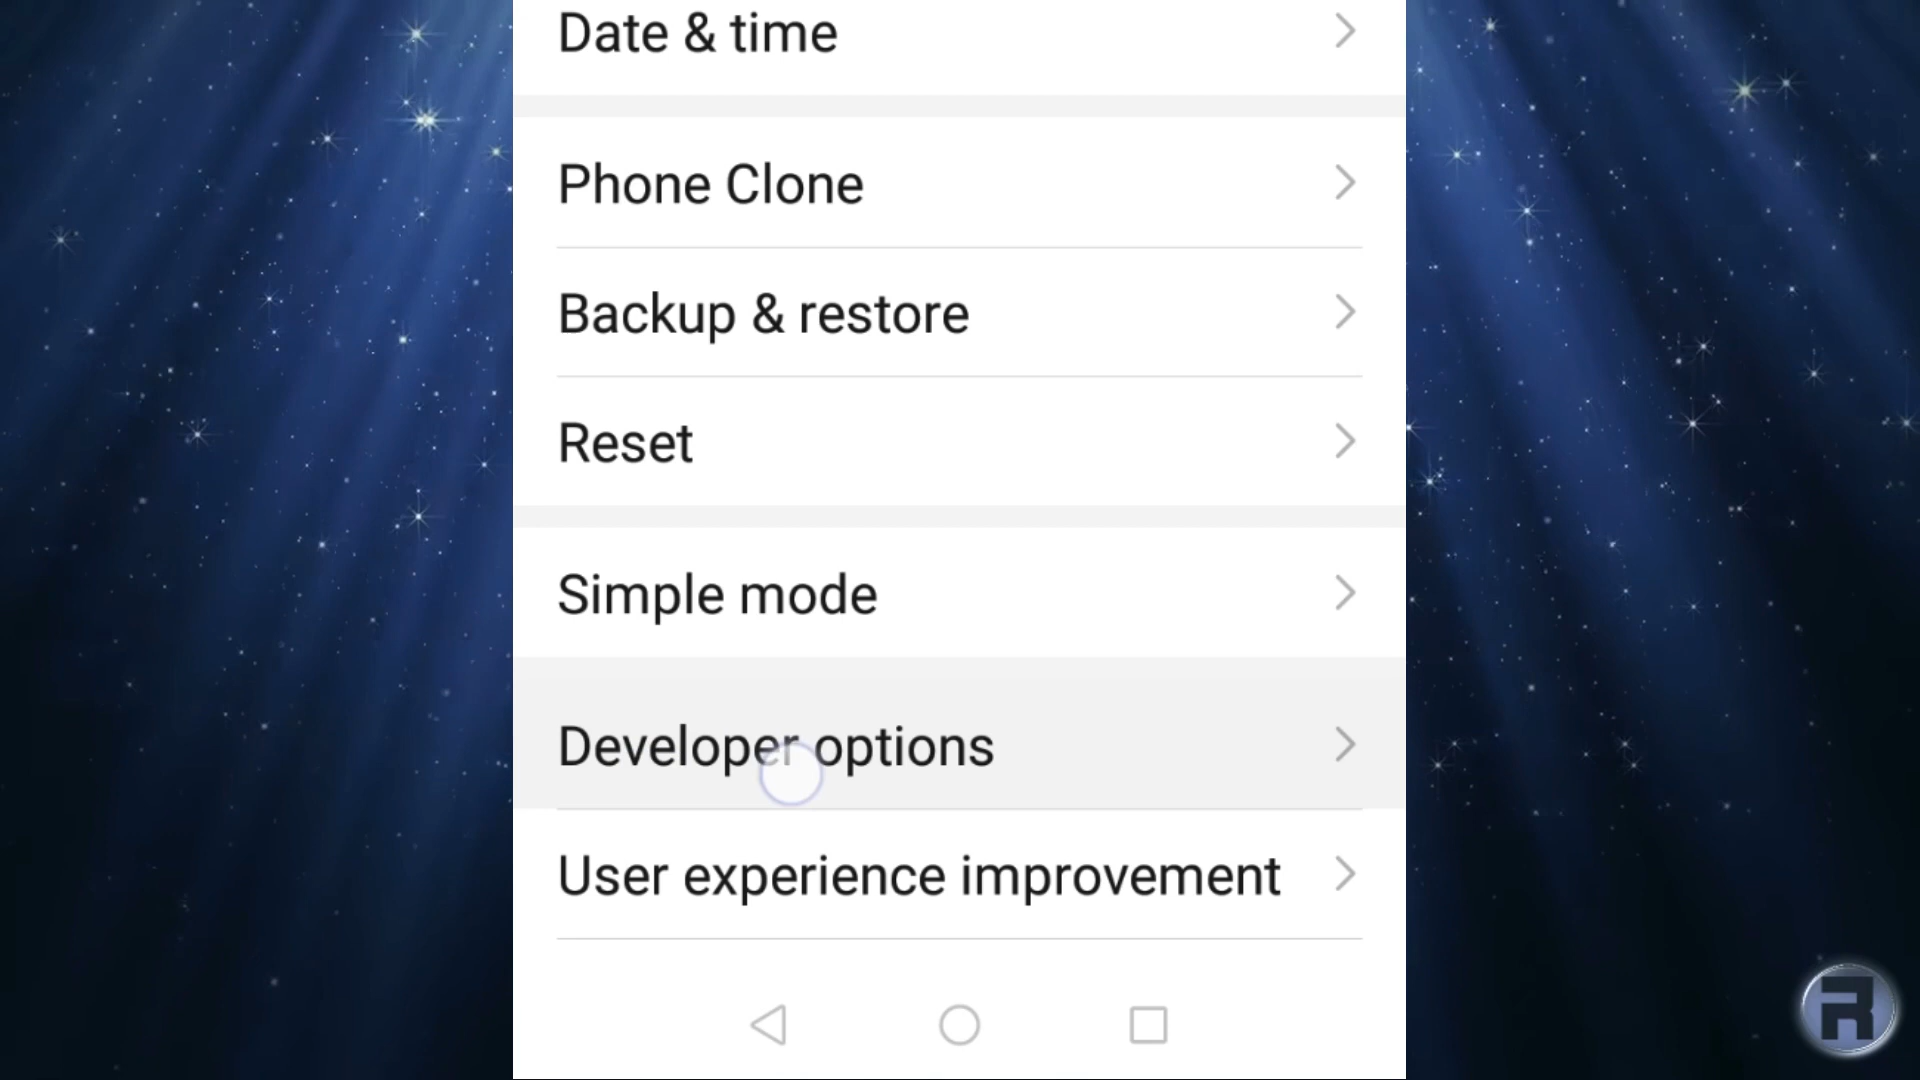 Date & time
Phone Clone
Backup & restore
Reset
Simple mode
Developer options
User experience improvement
R